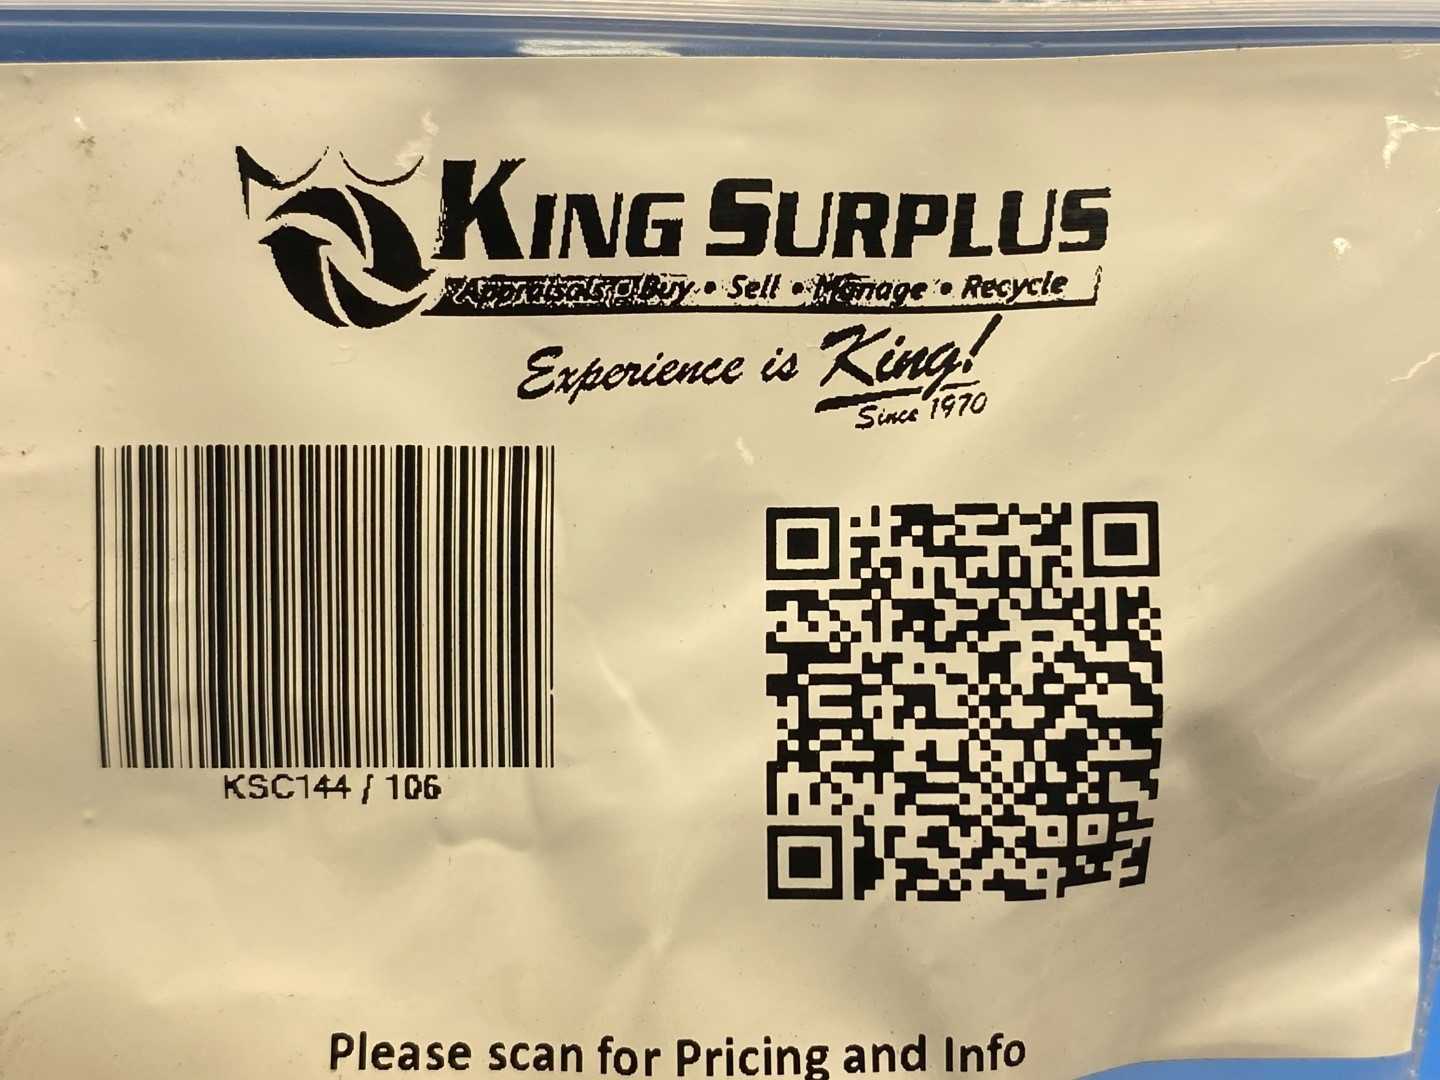 KING SURPLUS
Appraisals • Buy • Sell • Manage • Recycle
Experience is King!
Since 1970
KSC144 / 106
Please scan for Pricing and Info